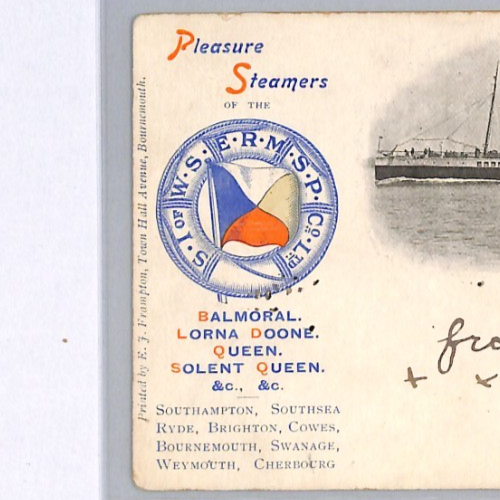 Pleasure
Steamers
OF THE
S. I OF W. S. E. R. M. S. P. Co. LTD.
BALMORAL.
LORNA DOONE.
QUEEN.
SOLENT QUEEN.
&c., &c.
SOUTHAMPTON, SOUTHSEA
RYDE, BRIGHTON, COWES,
BOURNEMOUTH, SWANAGE,
WEYMOUTH, CHERBOURG
Printed by E. J. Frampton, Town Hall Avenue, Bournemouth.